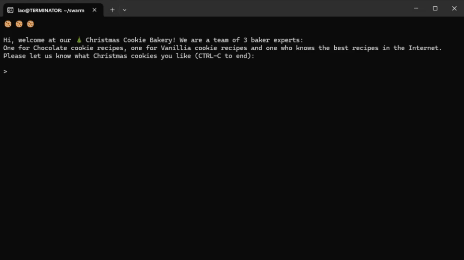 lao@TERMINATOR: ~/swarm
Hi, welcome at our 🎄 Christmas Cookie Bakery! We are a team of 3 baker experts:
One for Chocolate cookie recipes, one for Vanillia cookie recipes and one who knows the best recipes in the Internet.
Please let us know what Christmas cookies you like (CTRL-C to end):
>